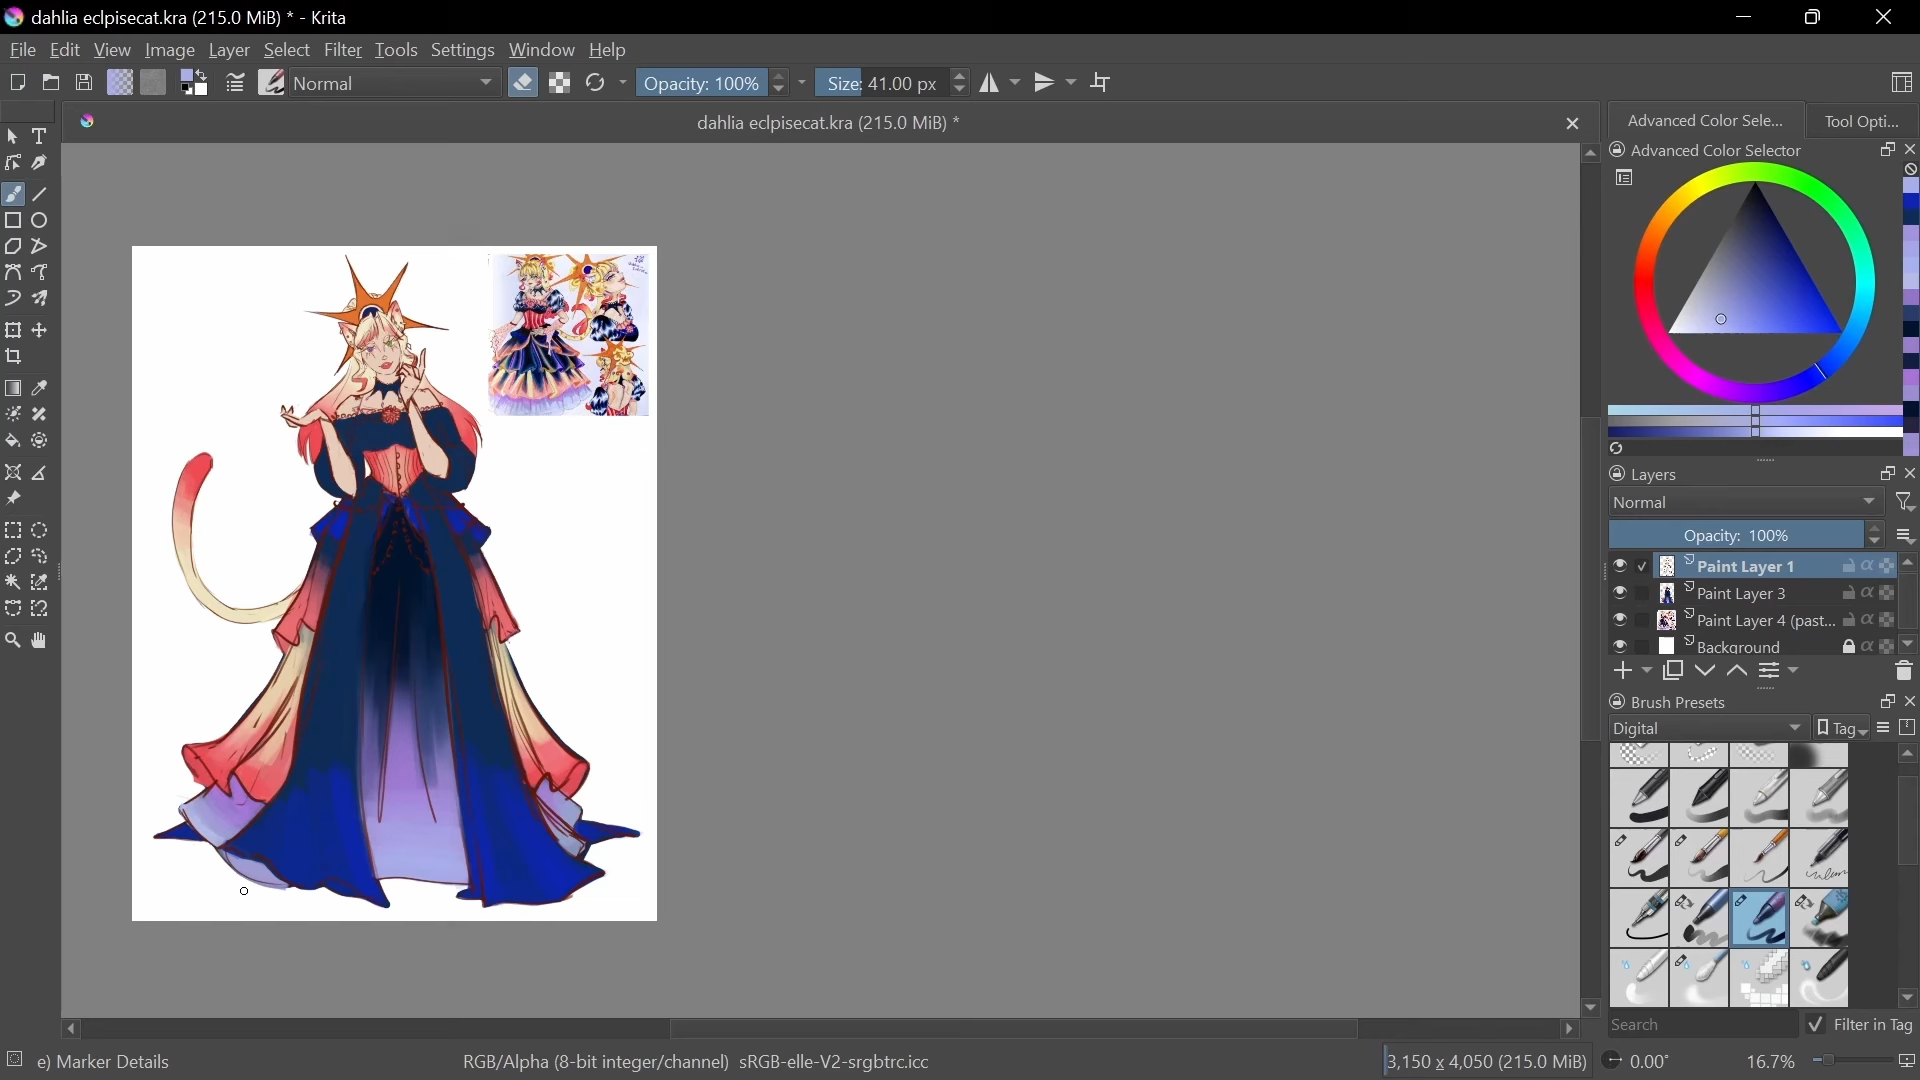 dahlia eclpisecat.kra (215.0 MiB) * - Krita
File Edit View Image Layer Select Filter Tools Settings Window Help
Normal Opacity: 100% Size: 41.00 px
dahlia eclpisecat.kra (215.0 MiB) *
Advanced Color Sele... Tool Opti...
Advanced Color Selector
Layers
Normal
Opacity: 100%
Paint Layer 1
Paint Layer 3
Paint Layer 4 (past...
Background
Brush Presets
Digital Tag
Search Filter in Tag
e) Marker Details RGB/Alpha (8-bit integer/channel) sRGB-elle-V2-srgbtrc.icc 3,150 x 4,050 (215.0 MiB) 0.00° 16.7%